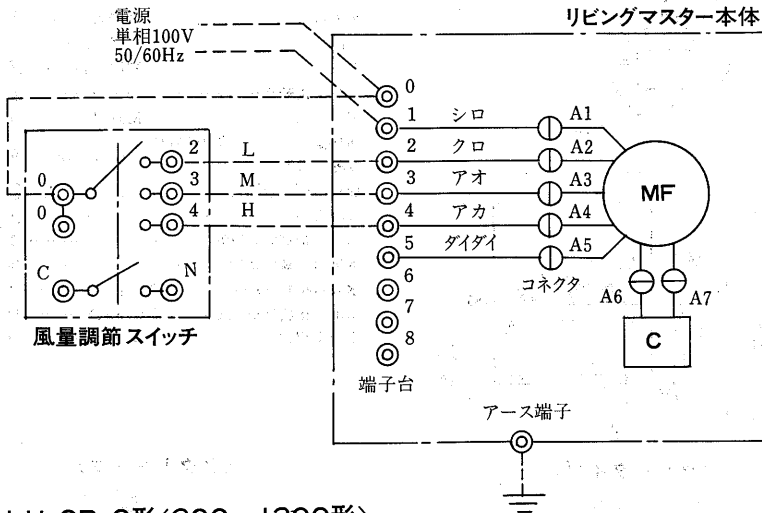 電源
単相100V
50/60Hz
リビングマスター本体
0
1 シロ A1
2 L 2 クロ A2
0 3 M 3 アオ A3 MF
0 4 H 4 アカ A4
5 ダイダイ A5
C N 6 コネクタ A6 A7
7
風量調節スイッチ 8 C
端子台
アース端子